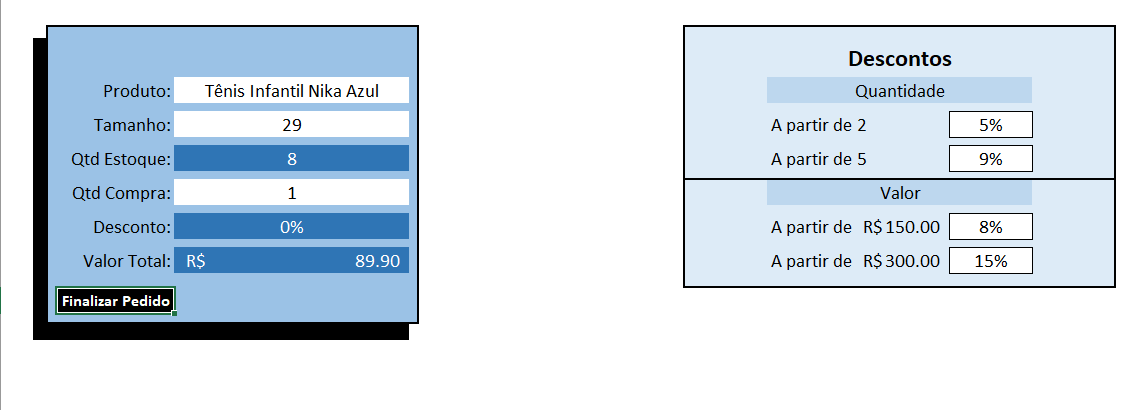 Produto: Tênis Infantil Nika Azul
Tamanho: 29
Qtd Estoque: 8
Qtd Compra: 1
Desconto: 0%
Valor Total: R$ 89.90
Finalizar Pedido
Descontos
Quantidade
A partir de 2 5%
A partir de 5 9%
Valor
A partir de R$ 150.00 8%
A partir de R$ 300.00 15%